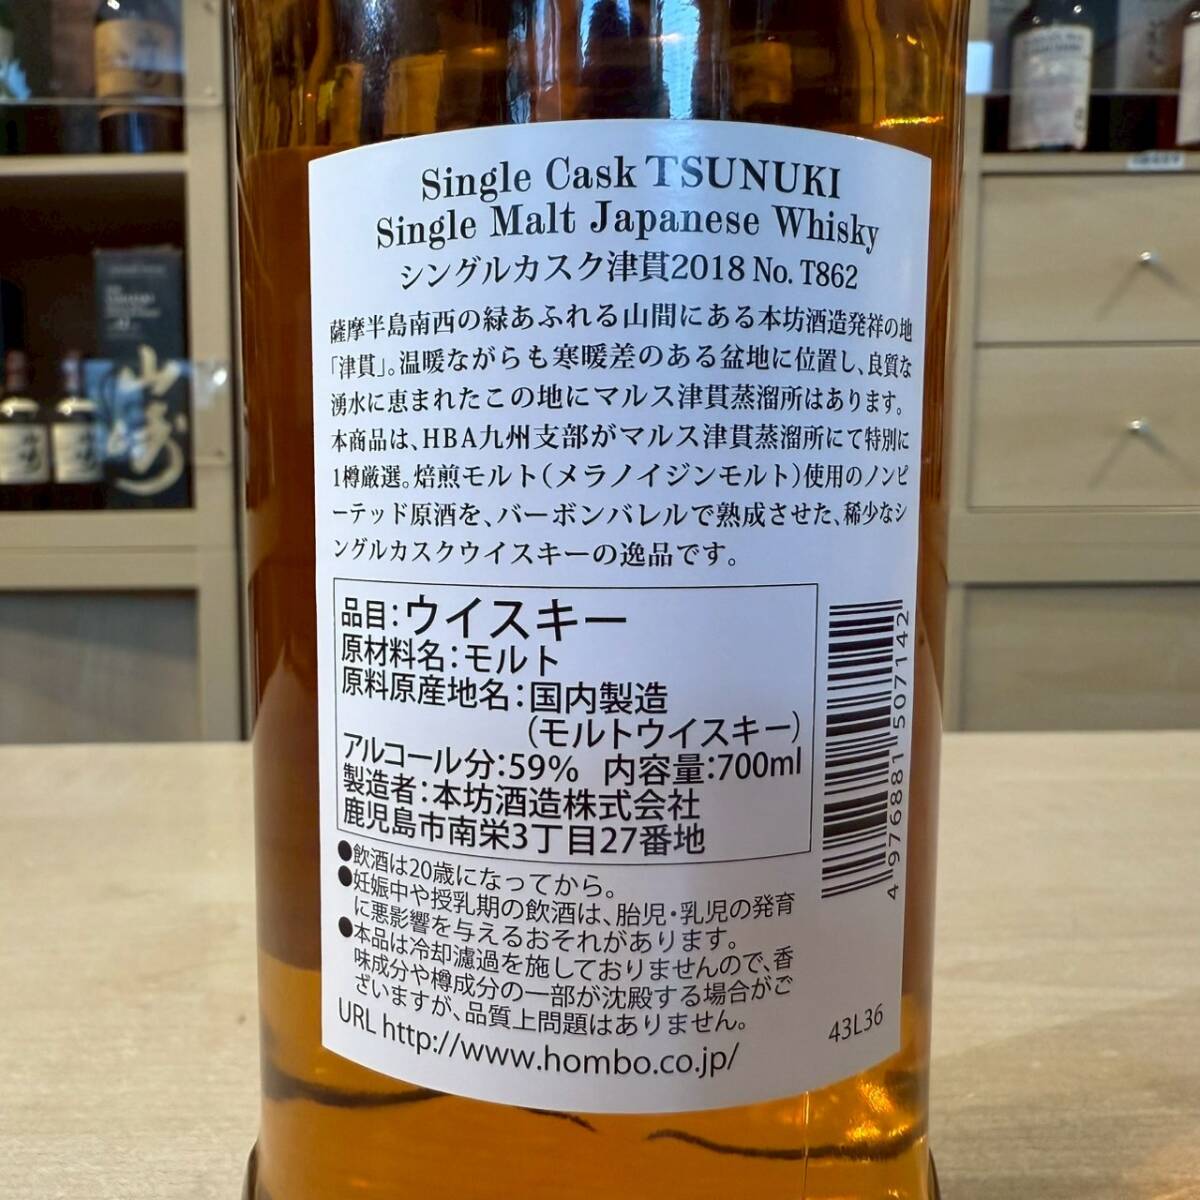 Single Cask TSUNUKI
Single Malt Japanese Whisky
シングルカスク津貫2018 No. T862
薩摩半島南西の緑あふれる山間にある本坊酒造発祥の地
「津貫」。温暖ながらも寒暖差のある盆地に位置し、良質な
湧水に恵まれたこの地にマルス津貫蒸溜所はあります。
本商品は、HBA九州支部がマルス津貫蒸溜所にて特別に
1樽厳選。焙煎モルト(メラノイジンモルト)使用のノンピ
ーテッド原酒を、バーボンバレルで熟成させた、稀少なシ
ングルカスクウイスキーの逸品です。
品目:ウイスキー
原材料名:モルト
原料原産地名:国内製造
(モルトウイスキー)
アルコール分:59% 内容量:700ml
製造者:本坊酒造株式会社
鹿児島市南栄3丁目27番地
●飲酒は20歳になってから。
●妊娠中や授乳期の飲酒は、胎児・乳児の発育
に悪影響を与えるおそれがあります。
●本品は冷却濾過を施しておりませんので、香
味成分や樽成分の一部が沈殿する場合がご
ざいますが、品質上問題はありません。
URL http://www.hombo.co.jp/
43L36
4 976881 507142
山崎